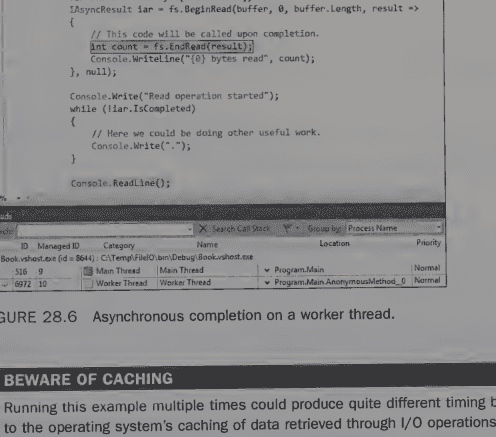 IAsyncResult iar = fs.BeginRead(buffer, 0, buffer.Length, result =>
{
// This code will be called upon completion.
int count = fs.EndRead(result);
Console.WriteLine("{0} bytes read", count);
}, null);
Console.Write("Read operation started");
while (!iar.IsCompleted)
{
// Here we could be doing other useful work.
Console.Write(".");
}
Console.ReadLine();
Search Call Stack Group by: Process Name
ID Managed ID Category Name Location Priority
Book.vshost.exe (id = 8644) : C:\Temp\FileIO\bin\Debug\Book.vshost.exe
516 9 Main Thread Main Thread Program.Main Normal
6972 10 Worker Thread Worker Thread Program.Main.AnonymousMethod__0 Normal
GURE 28.6 Asynchronous completion on a worker thread.
BEWARE OF CACHING
Running this example multiple times could produce quite different timing
to the operating system's caching of data retrieved through I/O operations